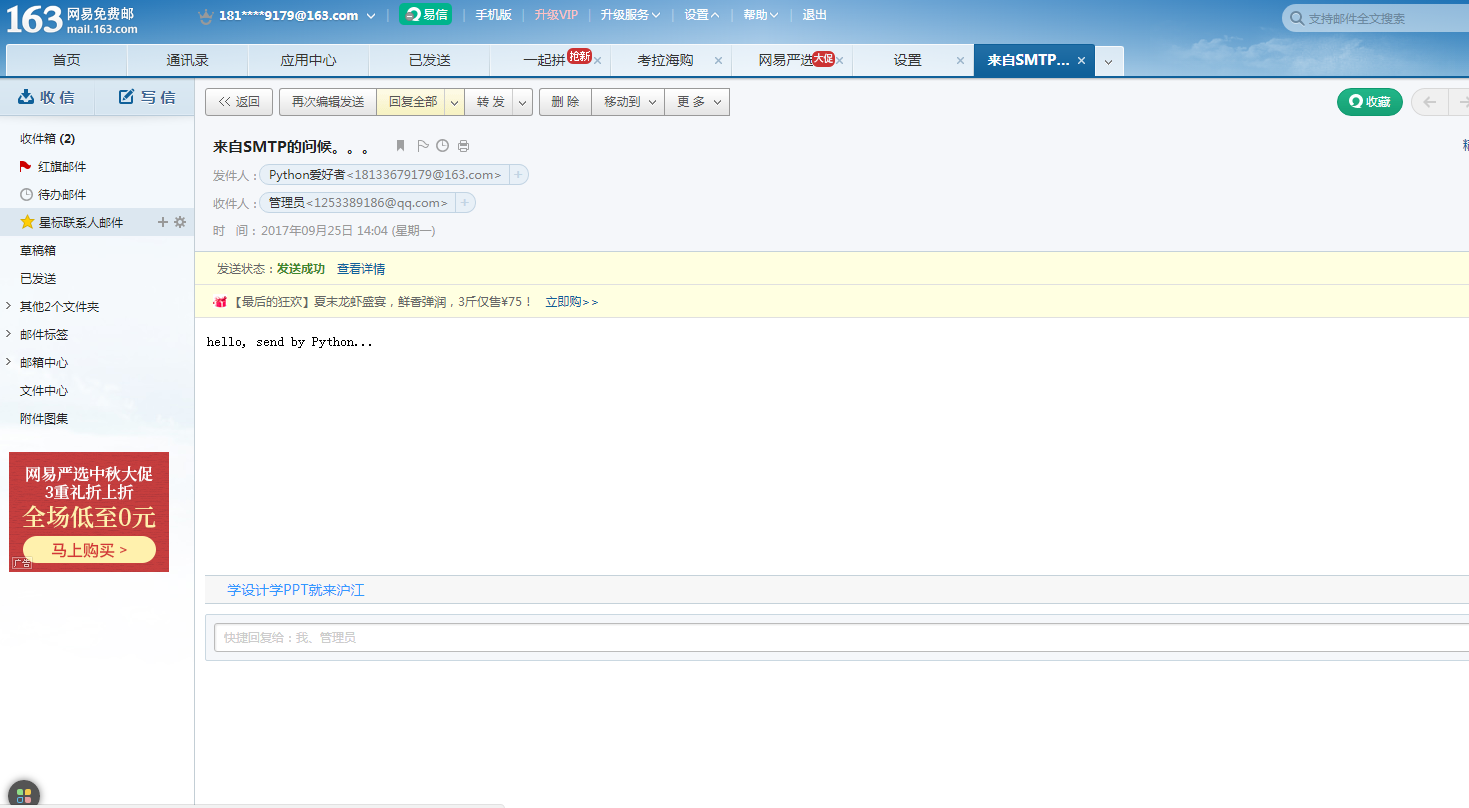 163 网易免费邮
mail.163.com
181****9179@163.com
易信
手机版
升级VIP
升级服务
设置
帮助
退出
支持邮件全文搜索
首页
通讯录
应用中心
已发送
一起拼 抢新
考拉海购
网易严选 大促
设置
来自SMTP...
收 信
写 信
<< 返回
再次编辑发送
回复全部
转 发
删 除
移动到
更 多
收藏
收件箱 (2)
红旗邮件
待办邮件
星标联系人邮件
草稿箱
已发送
其他2个文件夹
邮件标签
邮箱中心
文件中心
附件图集
网易严选中秋大促
3重礼折上折
全场低至0元
马上购买 >
广告
来自SMTP的问候。。。
发件人：Python爱好者<18133679179@163.com>
收件人：管理员<1253389186@qq.com>
时 间：2017年09月25日 14:04 (星期一)
发送状态：发送成功 查看详情
【最后的狂欢】夏末龙虾盛宴，鲜香弹润，3斤仅售¥75！ 立即购>>
hello, send by Python...
学设计学PPT就来沪江
快捷回复给：我、管理员